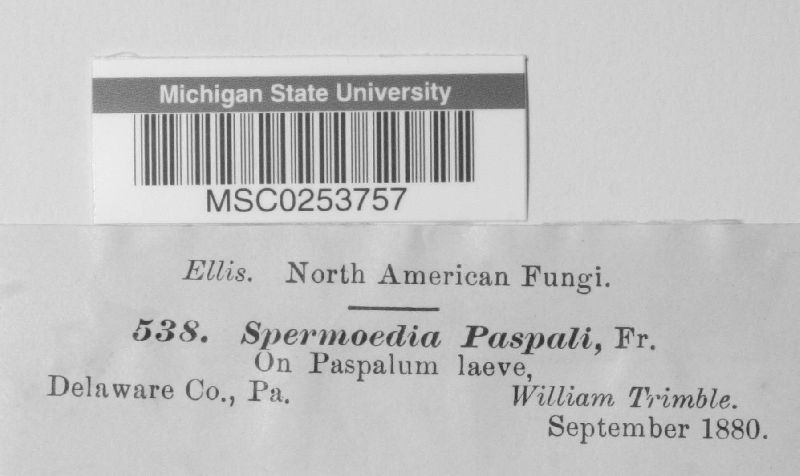 Michigan State University
MSC0253757
Ellis. North American Fungi.
538. Spermoedia Paspali, Fr.
On Paspalum laeve,
Delaware Co., Pa. William Trimble.
September 1880.